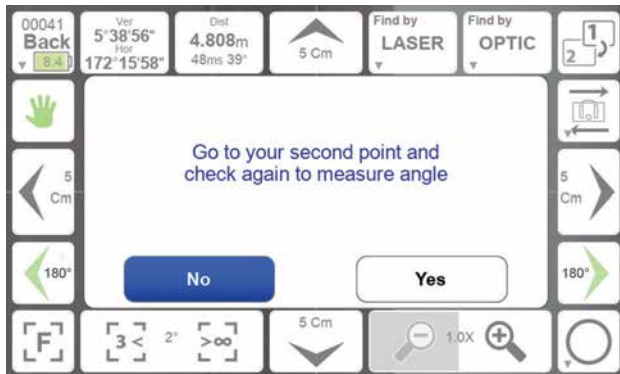 00041
Back
8.4
Ver
5°38'56"
Hor
172°15'58"
Dist
4.808m
48ms 39°
5 Cm
Find by
LASER
Find by
OPTIC
1
2
5
Cm
Go to your second point and
check again to measure angle
5
Cm
180°
No
Yes
180°
F
3 <
2°
>∞
5 Cm
1.0X